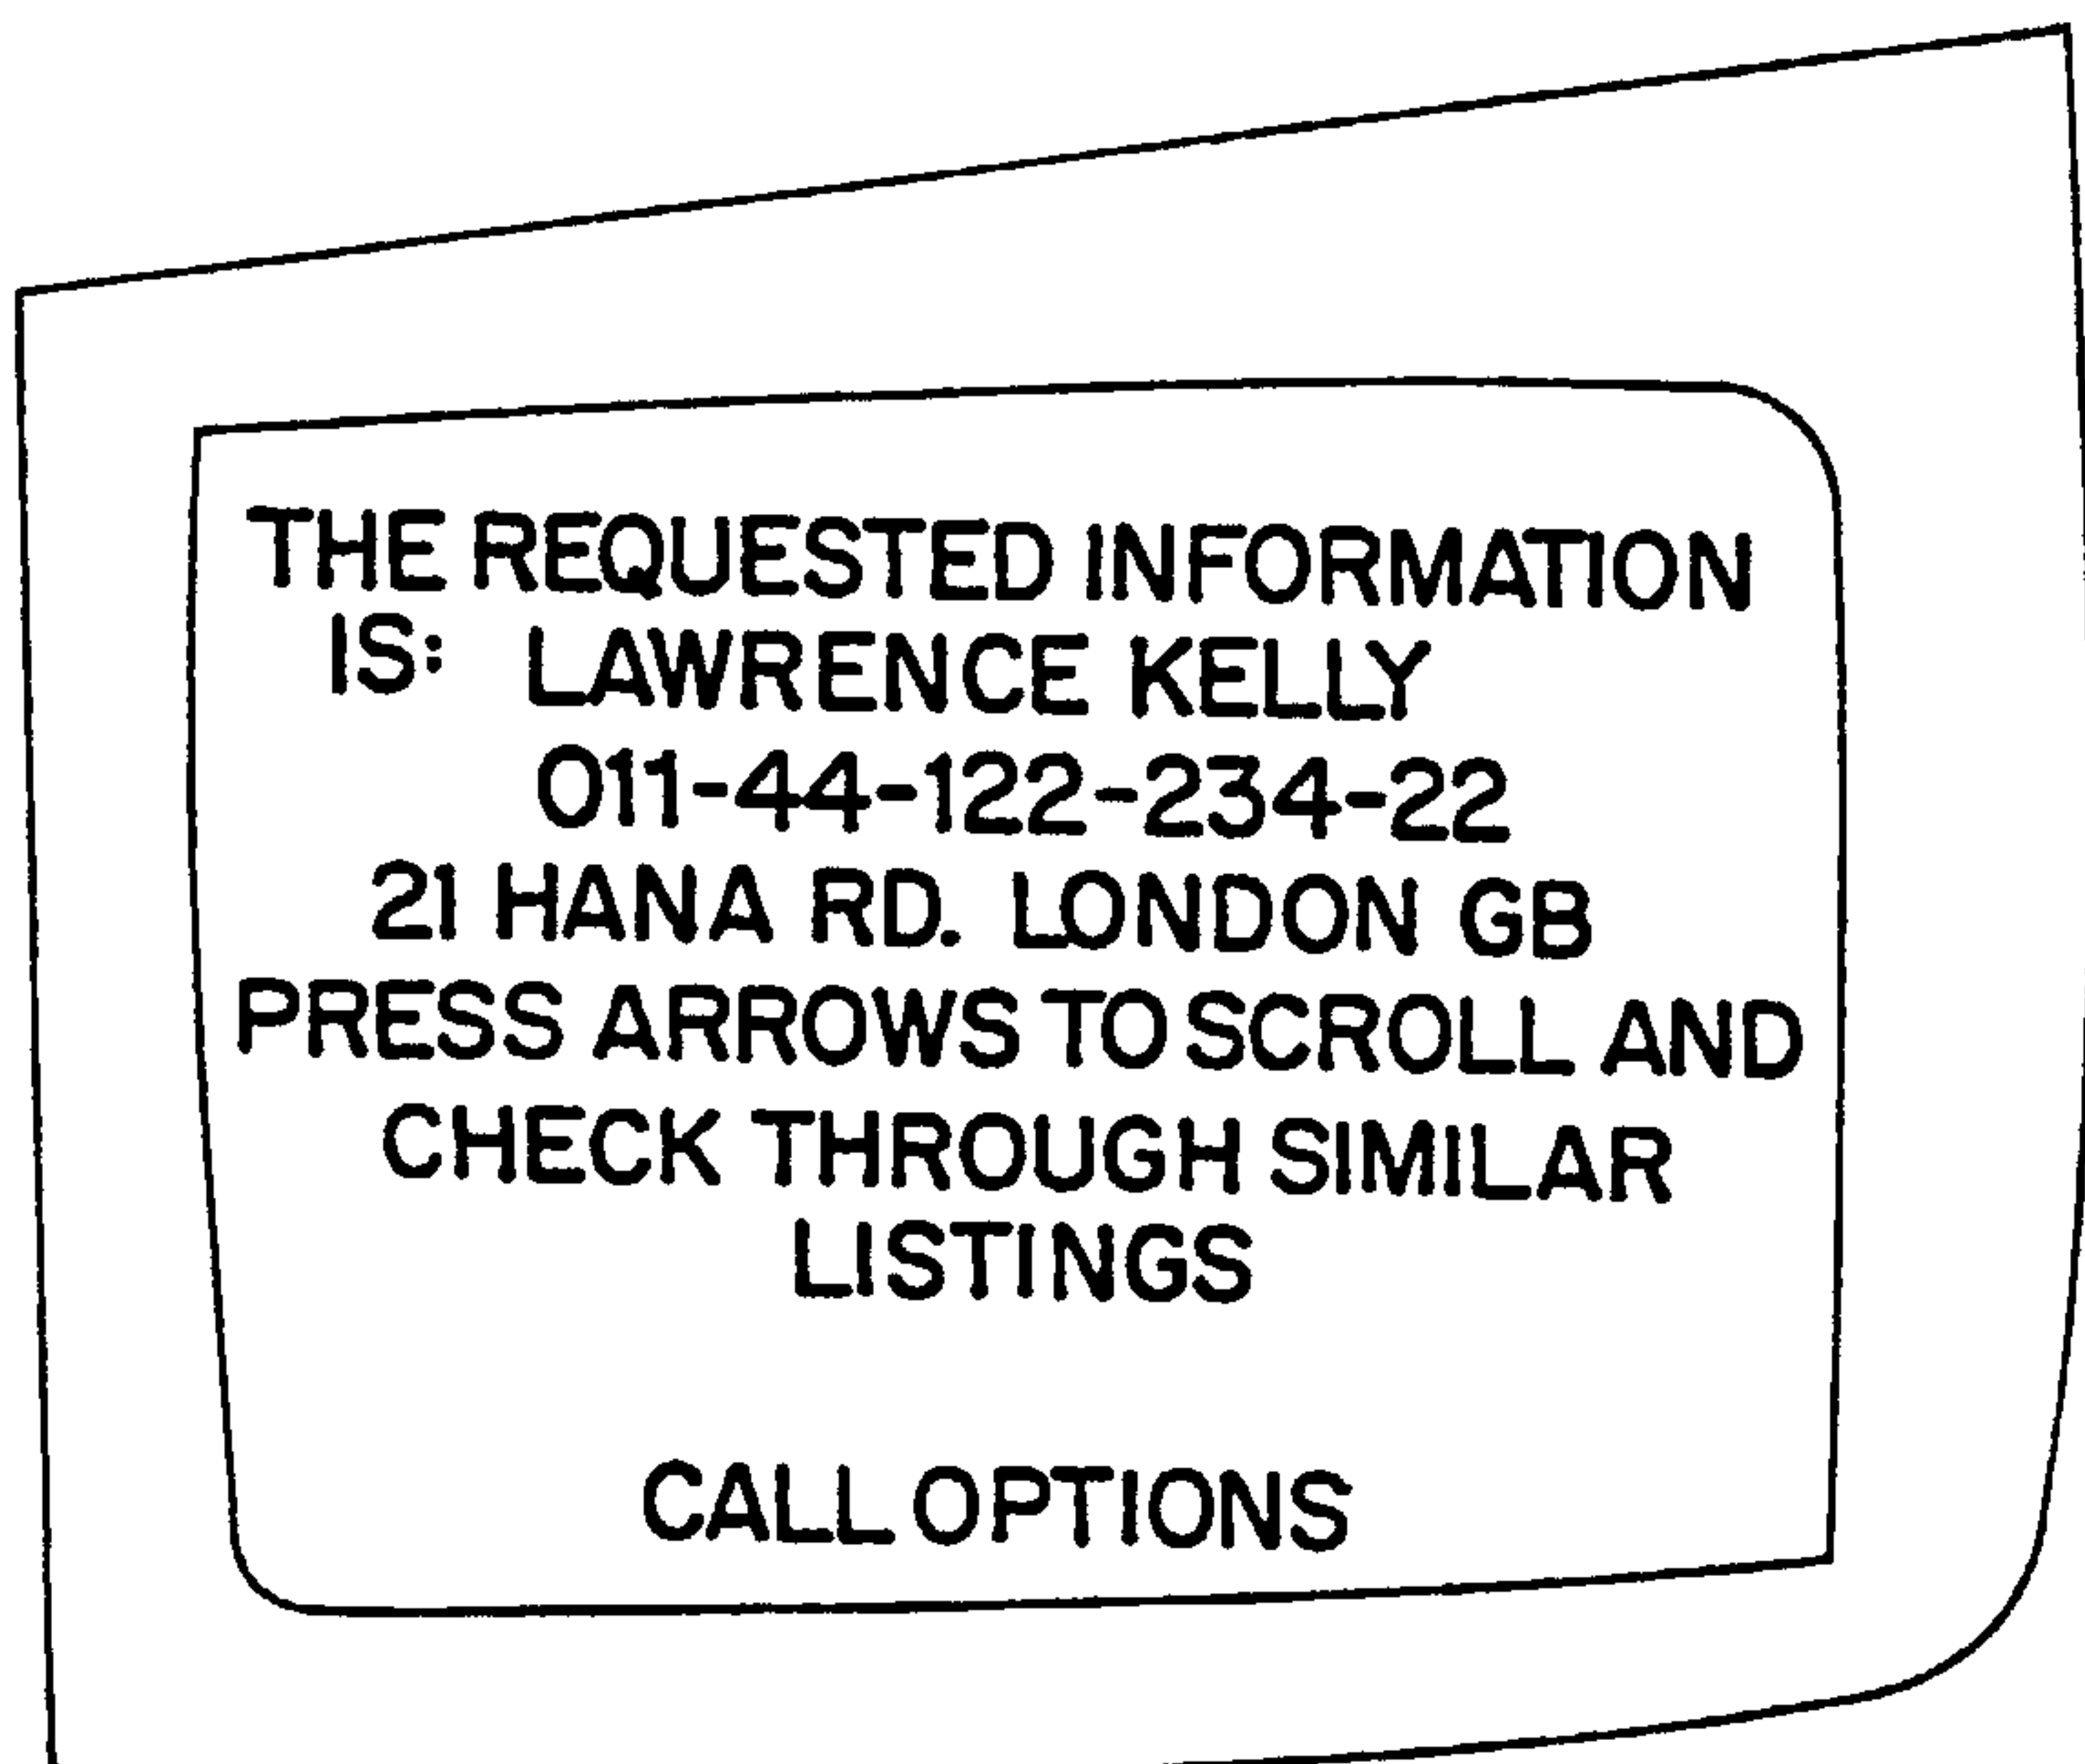 THE REQUESTED INFORMATION
IS: LAWRENCE KELLY
011-44-122-234-22
21 HANA RD. LONDON GB
PRESS ARROWS TO SCROLL AND
CHECK THROUGH SIMILAR
LISTINGS
CALL OPTIONS